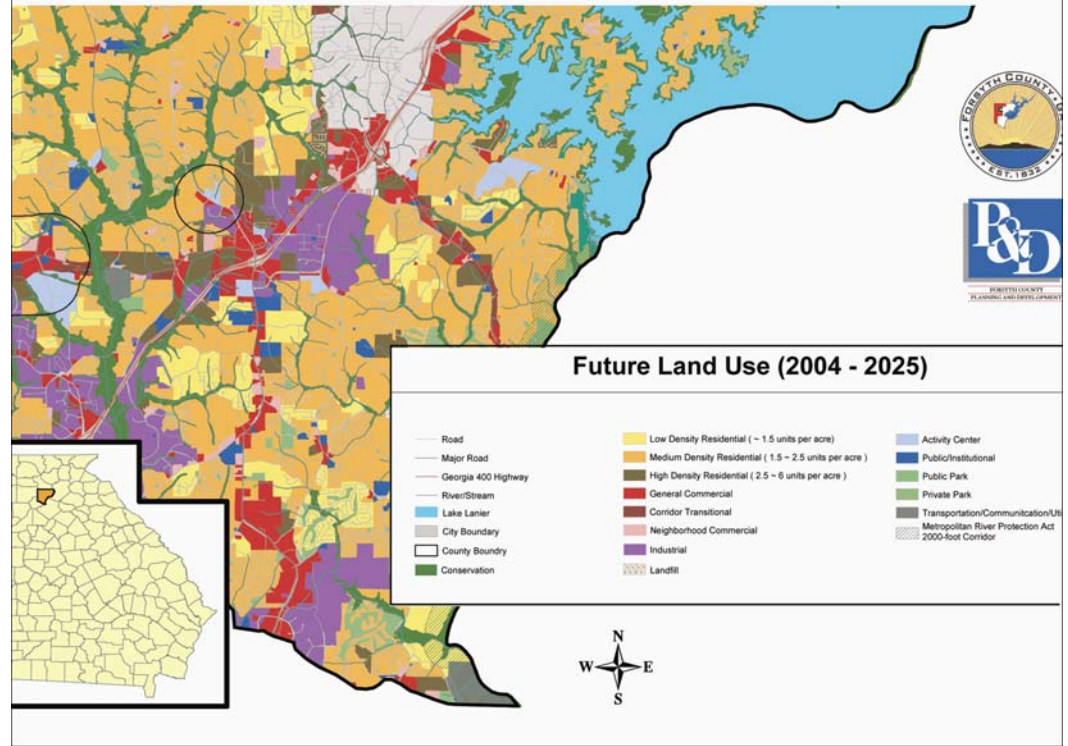 FORSYTH COUNTY
EST. 1832
P&D
FORSYTH COUNTY
PLANNING AND DEVELOPMENT
Future Land Use (2004 - 2025)
Road
Major Road
Georgia 400 Highway
River/Stream
Lake Lanier
City Boundary
County Boundry
Conservation
Low Density Residential ( ~ 1.5 units per acre)
Medium Density Residential ( 1.5 ~ 2.5 units per acre )
High Density Residential ( 2.5 ~ 6 units per acre )
General Commercial
Corridor Transitional
Neighborhood Commercial
Industrial
Landfill
Activity Center
Public/Institutional
Public Park
Private Park
Transportation/Communitcation/Uti
Metropolitan River Protection Act
2000-foot Corridor
N
W E
S